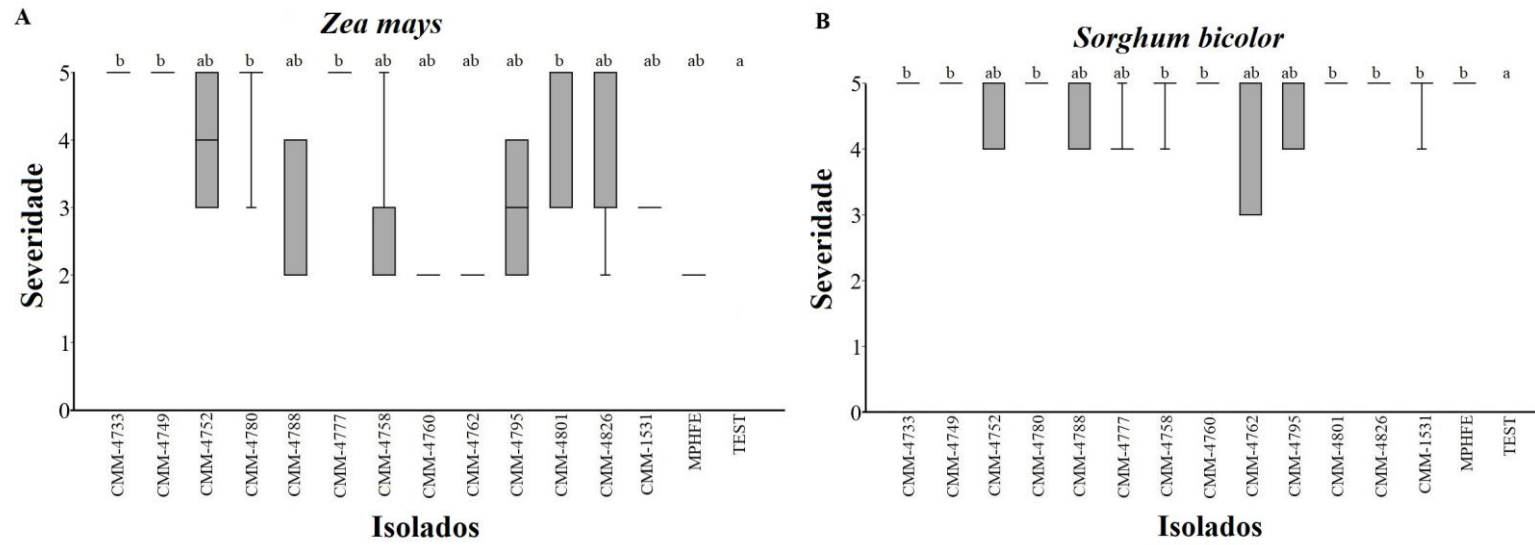 A
Zea mays
b b ab b ab b ab ab ab ab b ab ab ab a
Severidade
5
4
3
2
1
0
CMM-4733
CMM-4749
CMM-4752
CMM-4780
CMM-4788
CMM-4777
CMM-4758
CMM-4760
CMM-4762
CMM-4795
CMM-4801
CMM-4826
CMM-1531
MPHFE
TEST
Isolados
B
Sorghum bicolor
b b ab b ab ab b b ab ab b b b b a
Severidade
5
4
3
2
1
0
CMM-4733
CMM-4749
CMM-4752
CMM-4780
CMM-4788
CMM-4777
CMM-4758
CMM-4760
CMM-4762
CMM-4795
CMM-4801
CMM-4826
CMM-1531
MPHFE
TEST
Isolados